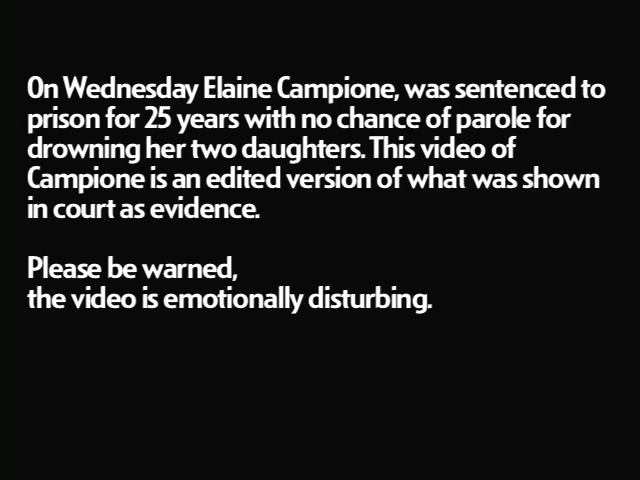 On Wednesday Elaine Campione, was sentenced to
prison for 25 years with no chance of parole for
drowning her two daughters. This video of
Campione is an edited version of what was shown
in court as evidence.
Please be warned,
the video is emotionally disturbing.